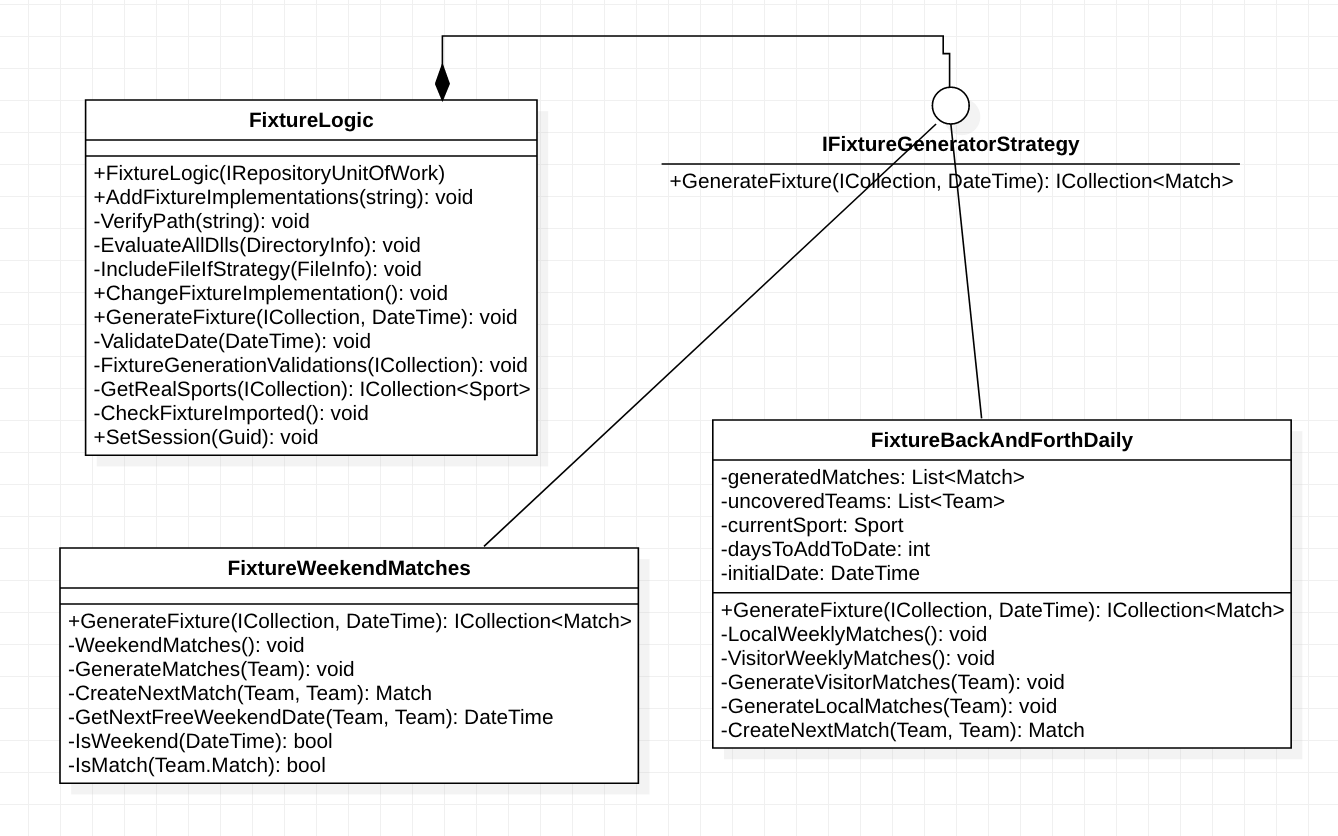 FixtureLogic
+FixtureLogic(IRepositoryUnitOfWork)
+AddFixtureImplementations(string): void
-VerifyPath(string): void
-EvaluateAllDlls(DirectoryInfo): void
-IncludeFileIfStrategy(FileInfo): void
+ChangeFixtureImplementation(): void
+GenerateFixture(ICollection, DateTime): void
-ValidateDate(DateTime): void
-FixtureGenerationValidations(ICollection): void
-GetRealSports(ICollection): ICollection<Sport>
-CheckFixtureImported(): void
+SetSession(Guid): void
IFixtureGeneratorStrategy
+GenerateFixture(ICollection, DateTime): ICollection<Match>
FixtureWeekendMatches
+GenerateFixture(ICollection, DateTime): ICollection<Match>
-WeekendMatches(): void
-GenerateMatches(Team): void
-CreateNextMatch(Team, Team): Match
-GetNextFreeWeekendDate(Team, Team): DateTime
-IsWeekend(DateTime): bool
-IsMatch(Team.Match): bool
FixtureBackAndForthDaily
-generatedMatches: List<Match>
-uncoveredTeams: List<Team>
-currentSport: Sport
-daysToAddToDate: int
-initialDate: DateTime
+GenerateFixture(ICollection, DateTime): ICollection<Match>
-LocalWeeklyMatches(): void
-VisitorWeeklyMatches(): void
-GenerateVisitorMatches(Team): void
-GenerateLocalMatches(Team): void
-CreateNextMatch(Team, Team): Match